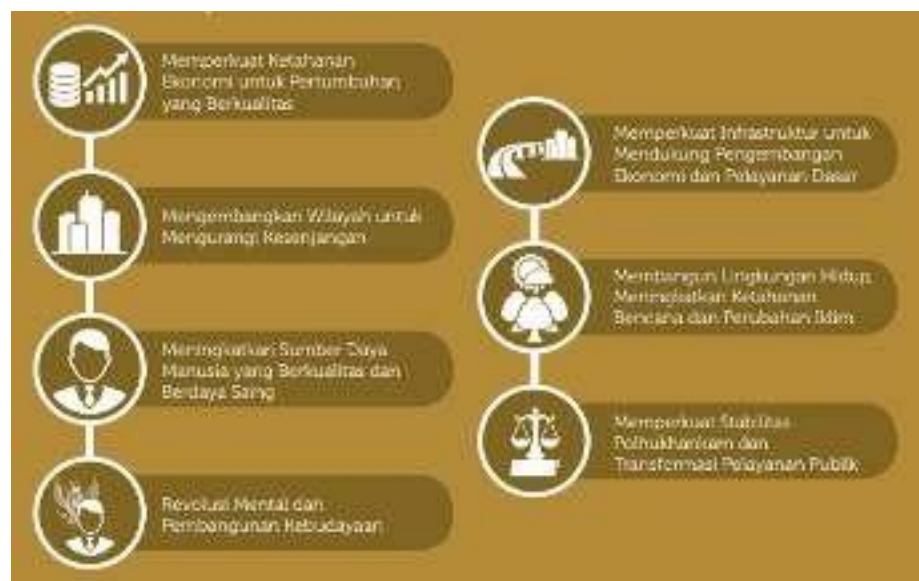 Memperkuat Ketahanan
Ekonomi untuk Pertumbuhan
yang Berkualitas
Mengembangkan Wilayah untuk
Mengurangi Kesenjangan
Meningkatkan Sumber Daya
Manusia yang Berkualitas dan
Berdaya Saing
Revolusi Mental dan
Pembangunan Kebudayaan
Memperkuat Infrastruktur untuk
Mendukung Pengembangan
Ekonomi dan Pelayanan Dasar
Membangun Lingkungan Hidup,
Meningkatkan Ketahanan
Bencana dan Perubahan Iklim
Memperkuat Stabilitas
Polhukhankam dan
Transformasi Pelayanan Publik